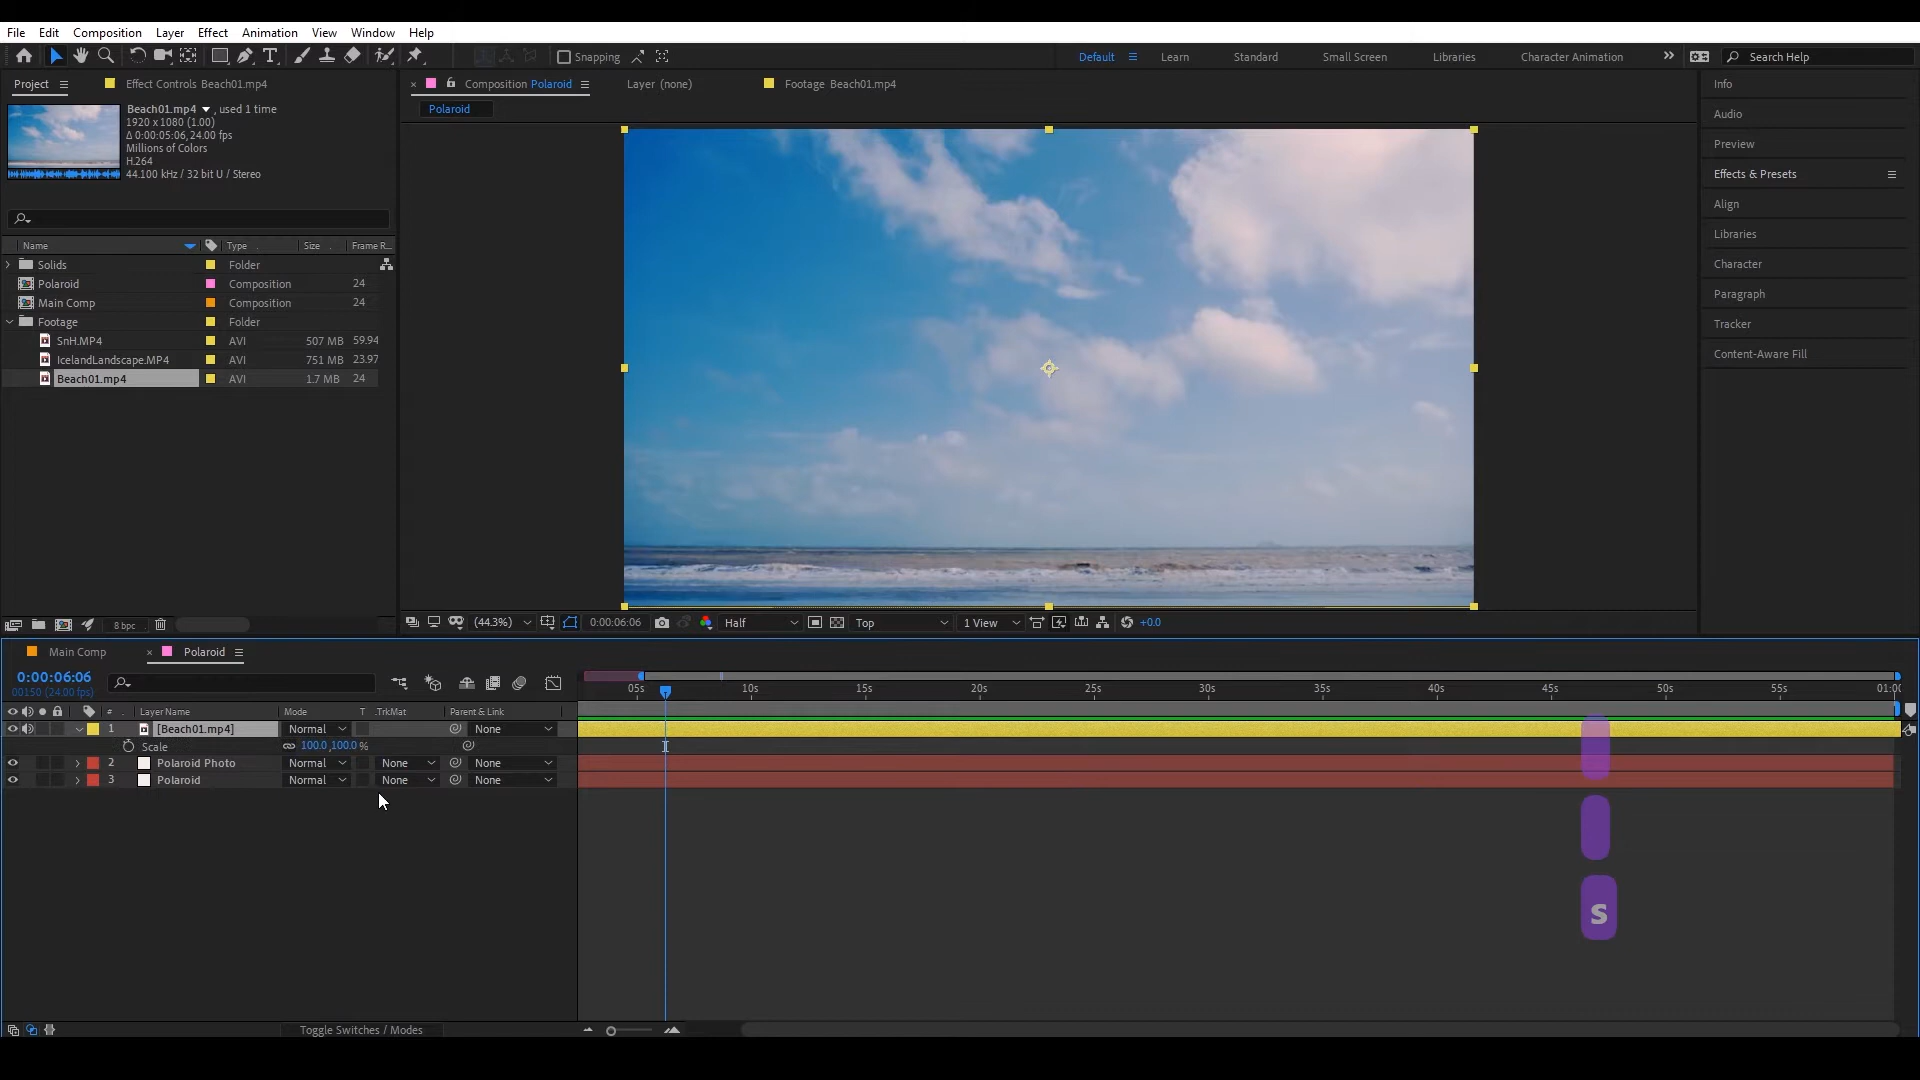 File Edit Composition Layer Effect Animation View Window Help
Snapping Default Learn Standard Small Screen Libraries Character Animation Search Help
Project Effect Controls Beach01.mp4
Composition Polaroid Layer (none) Footage Beach01.mp4
Polaroid
Beach01.mp4 , used 1 time
1920 x 1080 (1.00)
Δ 0:00:05:06, 24.00 fps
Millions of Colors
H.264
44.100 kHz / 32 bit U / Stereo
Name Type Size Frame R...
Solids Folder
Polaroid Composition 24
Main Comp Composition 24
Footage Folder
SnH.MP4 AVI 507 MB 59.94
IcelandLandscape.MP4 AVI 751 MB 23.97
Beach01.mp4 AVI 1.7 MB 24
8 bpc
Info
Audio
Preview
Effects & Presets
Align
Libraries
Character
Paragraph
Tracker
Content-Aware Fill
(44.3%) 0:00:06:06 Half Top 1 View +0.0
Main Comp Polaroid
0:00:06:06
00150 (24.00 fps)
05s 10s 15s 20s 25s 30s 35s 40s 45s 50s 55s 01:00
# Layer Name Mode T .TrkMat Parent & Link
1 [Beach01.mp4] Normal None
Scale 100.0,100.0 %
2 Polaroid Photo Normal None None
3 Polaroid Normal None None
s
Toggle Switches / Modes